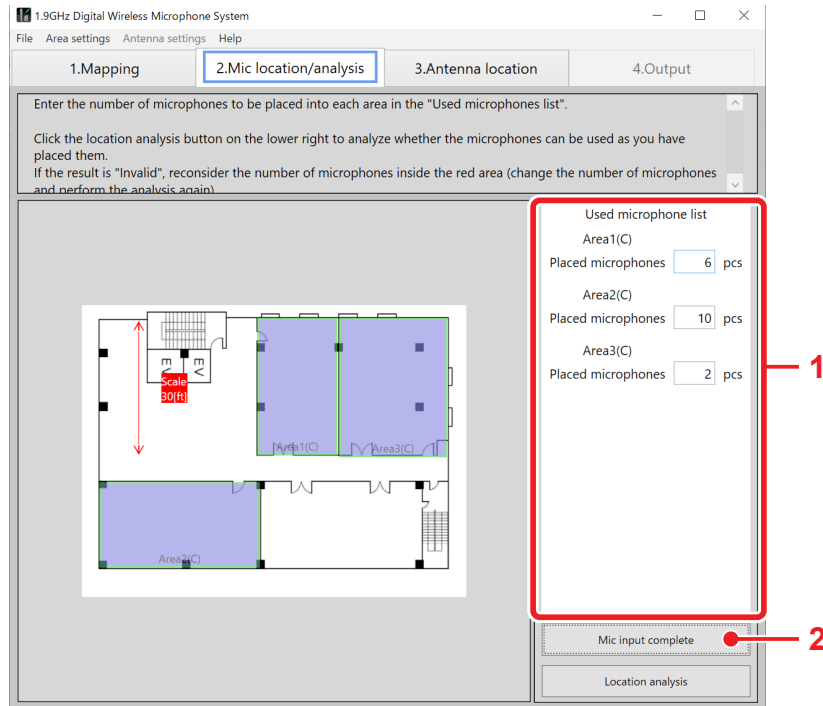 1.9GHz Digital Wireless Microphone System
File Area settings Antenna settings Help
1.Mapping 2.Mic location/analysis 3.Antenna location 4.Output
Enter the number of microphones to be placed into each area in the "Used microphones list".
Click the location analysis button on the lower right to analyze whether the microphones can be used as you have
placed them.
If the result is "Invalid", reconsider the number of microphones inside the red area (change the number of microphones
and perform the analysis again)
Used microphone list
Area1(C)
Placed microphones 6 pcs
Area2(C)
Placed microphones 10 pcs
Area3(C)
Placed microphones 2 pcs
1
EV
EV
Scale
30[ft]
Area1(C)
Area3(C)
Area2(C)
Mic input complete
2
Location analysis